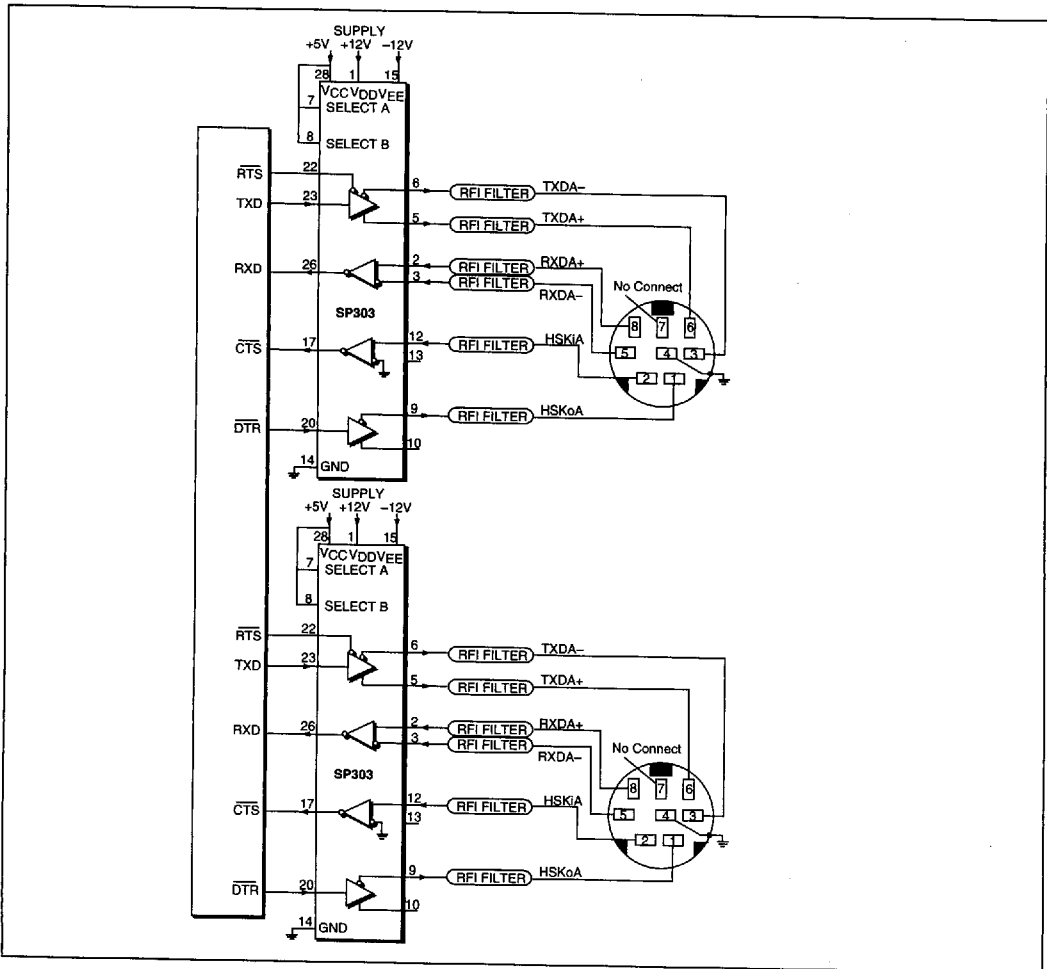 SUPPLY
+5V +12V –12V
28 1 15
VCC VDD VEE
7 SELECT A
8 SELECT B
RTS 22
6 RFI FILTER TXDA–
TXD 23
5 RFI FILTER TXDA+
RXD 26
2 RFI FILTER RXDA+
3 RFI FILTER
RXDA–
No Connect
8 7 6
SP303
CTS 17
12 RFI FILTER HSKiA
13
5 4 3
2 1
9 RFI FILTER HSKoA
DTR 20
10
14 GND
SUPPLY
+5V +12V –12V
28 1 15
VCC VDD VEE
7 SELECT A
8 SELECT B
RTS 22
6 RFI FILTER TXDA–
TXD 23
5 RFI FILTER TXDA+
RXD 26
2 RFI FILTER RXDA+
3 RFI FILTER
RXDA–
No Connect
8 7 6
SP303
CTS 17
12 RFI FILTER HSKiA
13
5 4 3
2 1
9 RFI FILTER HSKoA
DTR 20
10
14 GND